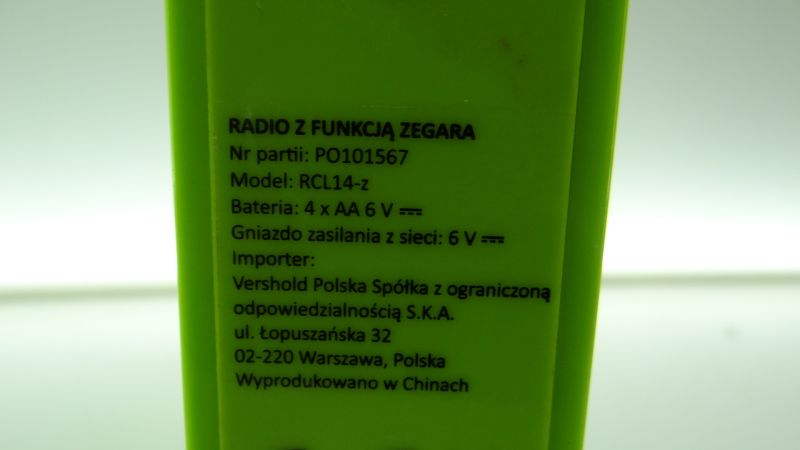 RADIO Z FUNKCJĄ ZEGARA
Nr partii: PO101567
Model: RCL14-z
Bateria: 4 x AA 6 V ⎓
Gniazdo zasilania z sieci: 6 V ⎓
Importer:
Vershold Polska Spółka z ograniczoną
odpowiedzialnością S.K.A.
ul. Łopuszańska 32
02-220 Warszawa, Polska
Wyprodukowano w Chinach